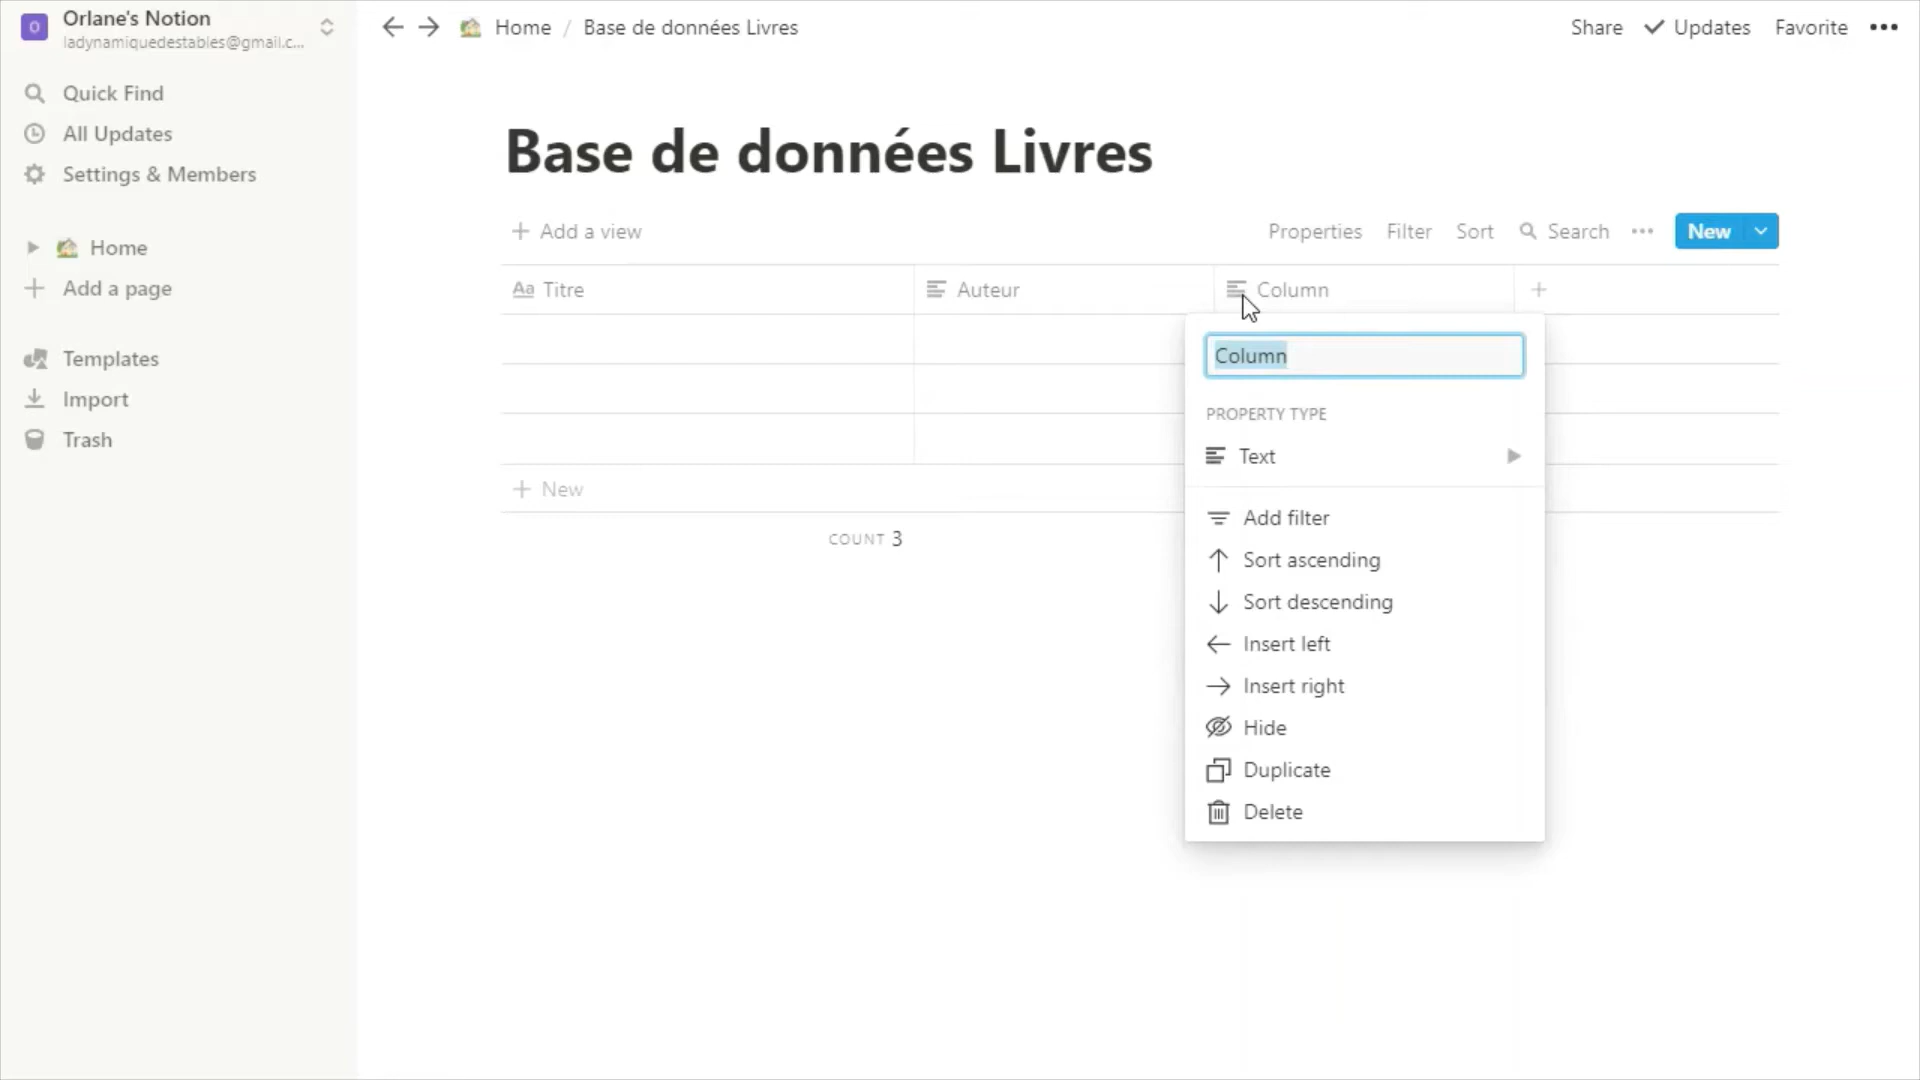 O
Orlane's Notion
ladynamiquedestables@gmail.c...
Quick Find
All Updates
Settings & Members
Home
Add a page
Templates
Import
Trash
Home / Base de données Livres
Share
Updates
Favorite
Base de données Livres
Add a view
Properties
Filter
Sort
Search
New
Aa Titre
Auteur
Column
Column
PROPERTY TYPE
Text
Add filter
Sort ascending
Sort descending
Insert left
Insert right
Hide
Duplicate
Delete
New
COUNT 3